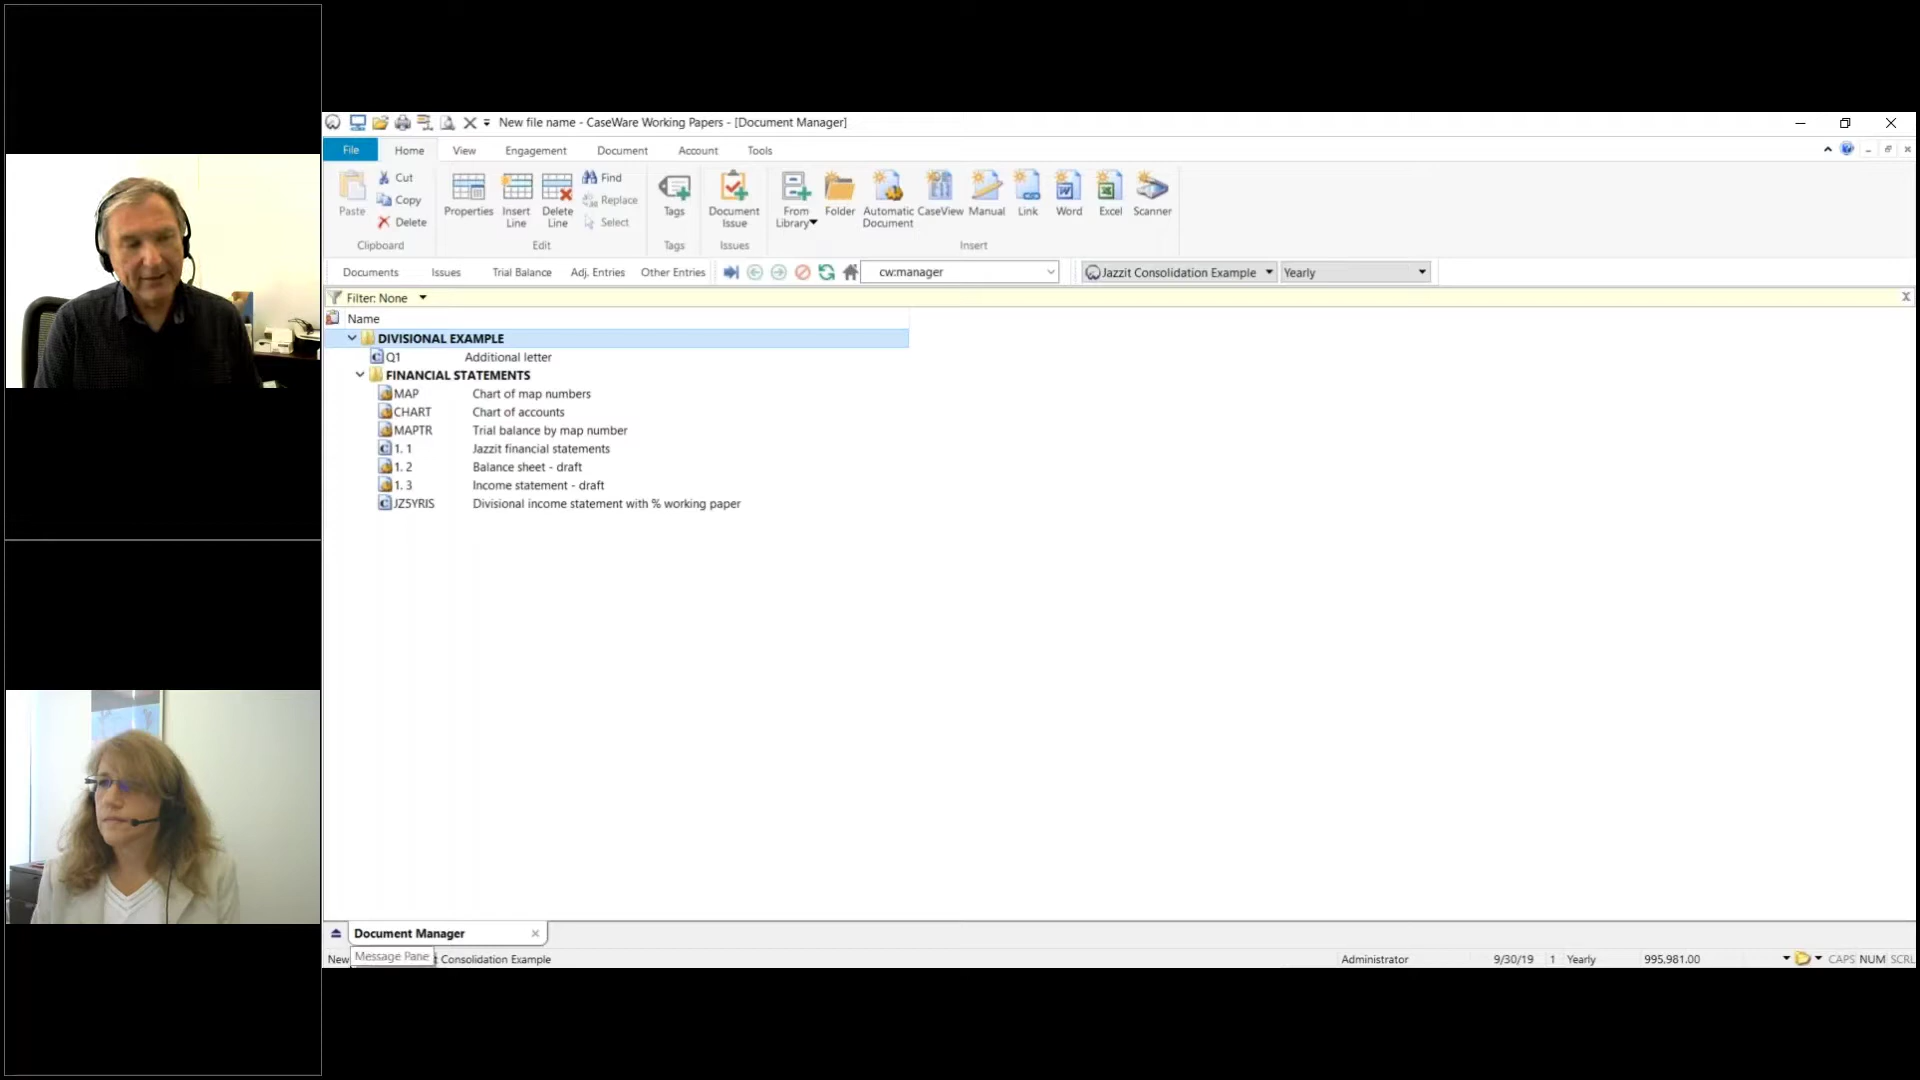 New file name - CaseWare Working Papers - [Document Manager]
File Home View Engagement Document Account Tools
Paste Cut Copy Delete Clipboard
Properties Insert Line Delete Line Find Replace Select Edit
Tags Tags
Document Issue Issues
From Library Folder Automatic Document CaseView Manual Link Word Excel Scanner Insert
Documents Issues Trial Balance Adj. Entries Other Entries cw:manager Jazzit Consolidation Example Yearly
Filter: None
Name
DIVISIONAL EXAMPLE
Q1 Additional letter
FINANCIAL STATEMENTS
MAP Chart of map numbers
CHART Chart of accounts
MAPTR Trial balance by map number
1. 1 Jazzit financial statements
1. 2 Balance sheet - draft
1. 3 Income statement - draft
JZ5YRIS Divisional income statement with % working paper
Document Manager
Message Pane
New t Consolidation Example Administrator 9/30/19 1 Yearly 995.981.00 CAPS NUM SCRL